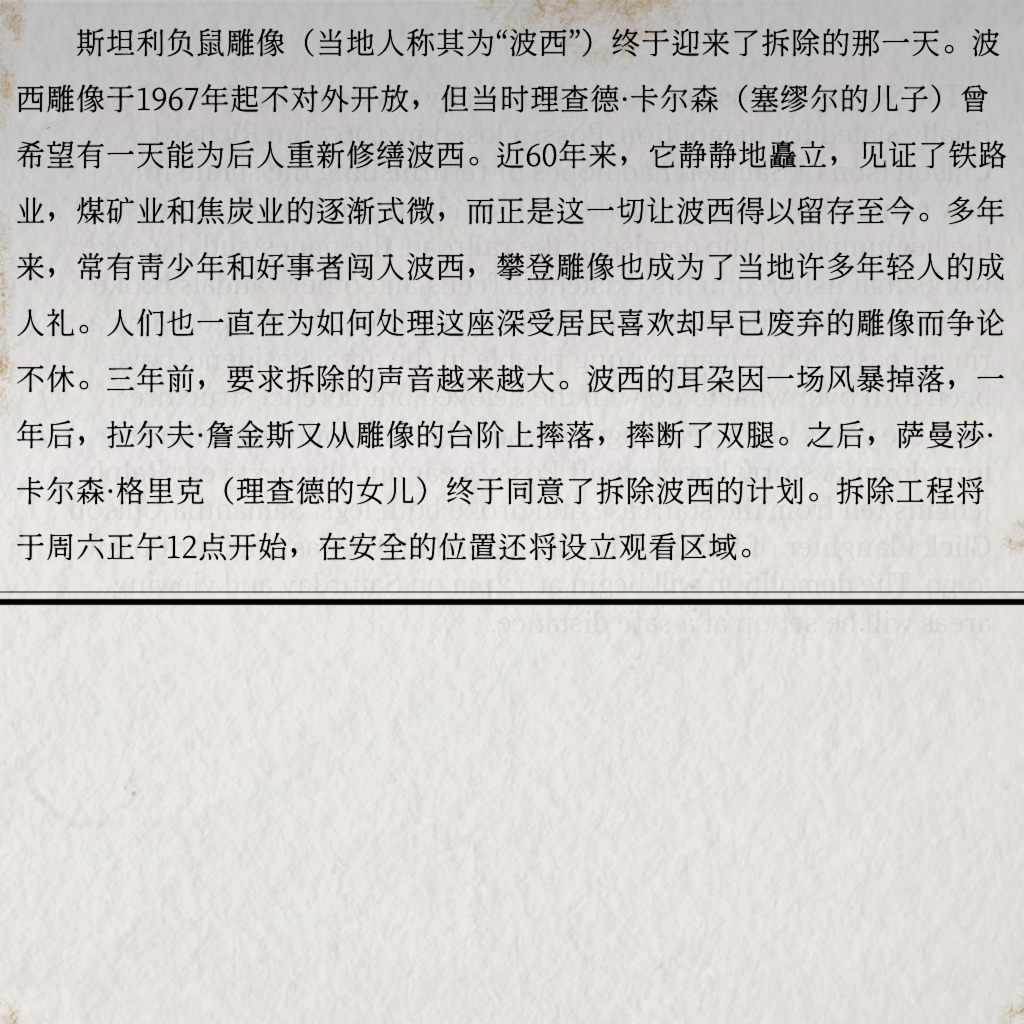 斯坦利负鼠雕像（当地人称其为“波西”）终于迎来了拆除的那一天。波
西雕像于1967年起不对外开放，但当时理查德·卡尔森（塞缪尔的儿子）曾
希望有一天能为后人重新修缮波西。近60年来，它静静地矗立，见证了铁路
业，煤矿业和焦炭业的逐渐式微，而正是这一切让波西得以留存至今。多年
来，常有青少年和好事者闯入波西，攀登雕像也成为了当地许多年轻人的成
人礼。人们也一直在为如何处理这座深受居民喜欢却早已废弃的雕像而争论
不休。三年前，要求拆除的声音越来越大。波西的耳朵因一场风暴掉落，一
年后，拉尔夫·詹金斯又从雕像的台阶上摔落，摔断了双腿。之后，萨曼莎·
卡尔森·格里克（理查德的女儿）终于同意了拆除波西的计划。拆除工程将
于周六正午12点开始，在安全的位置还将设立观看区域。